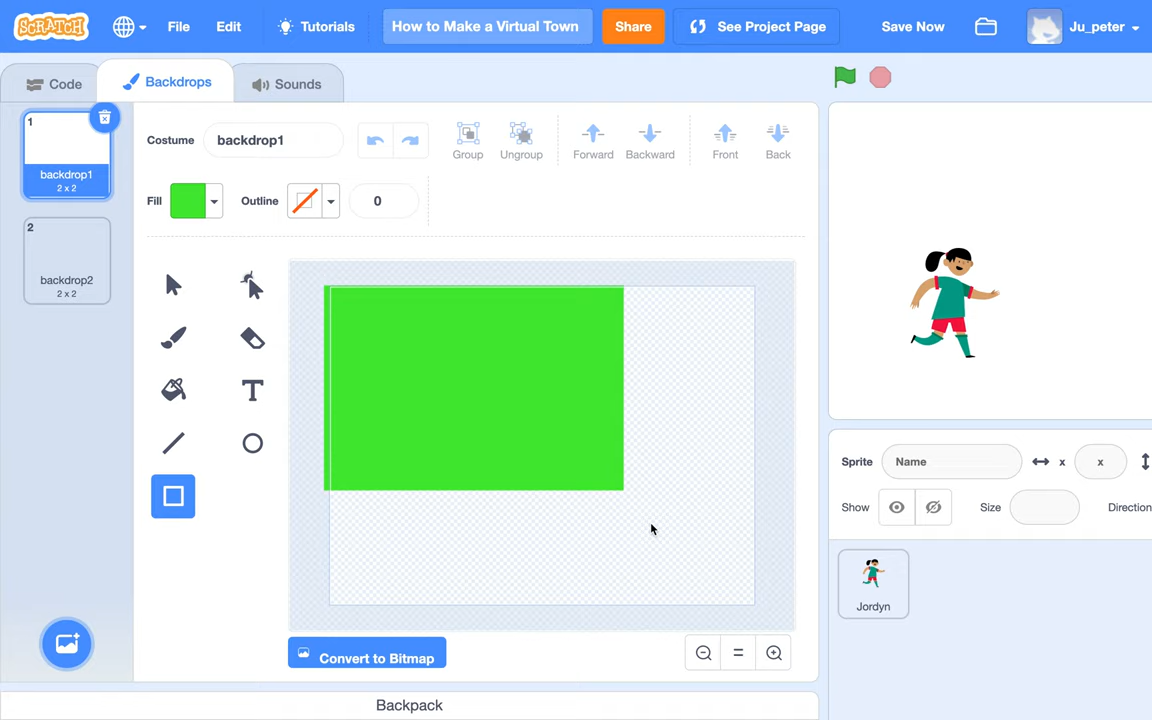 SCRATCH
File
Edit
Tutorials
How to Make a Virtual Town
Share
See Project Page
Save Now
Ju_peter
Code
Backdrops
Sounds
1
backdrop1
2 x 2
2
backdrop2
2 x 2
Costume
backdrop1
Group
Ungroup
Forward
Backward
Front
Back
Fill
Outline
0
T
Convert to Bitmap
Backpack
Sprite
Name
x
x
Show
Size
Direction
Jordyn